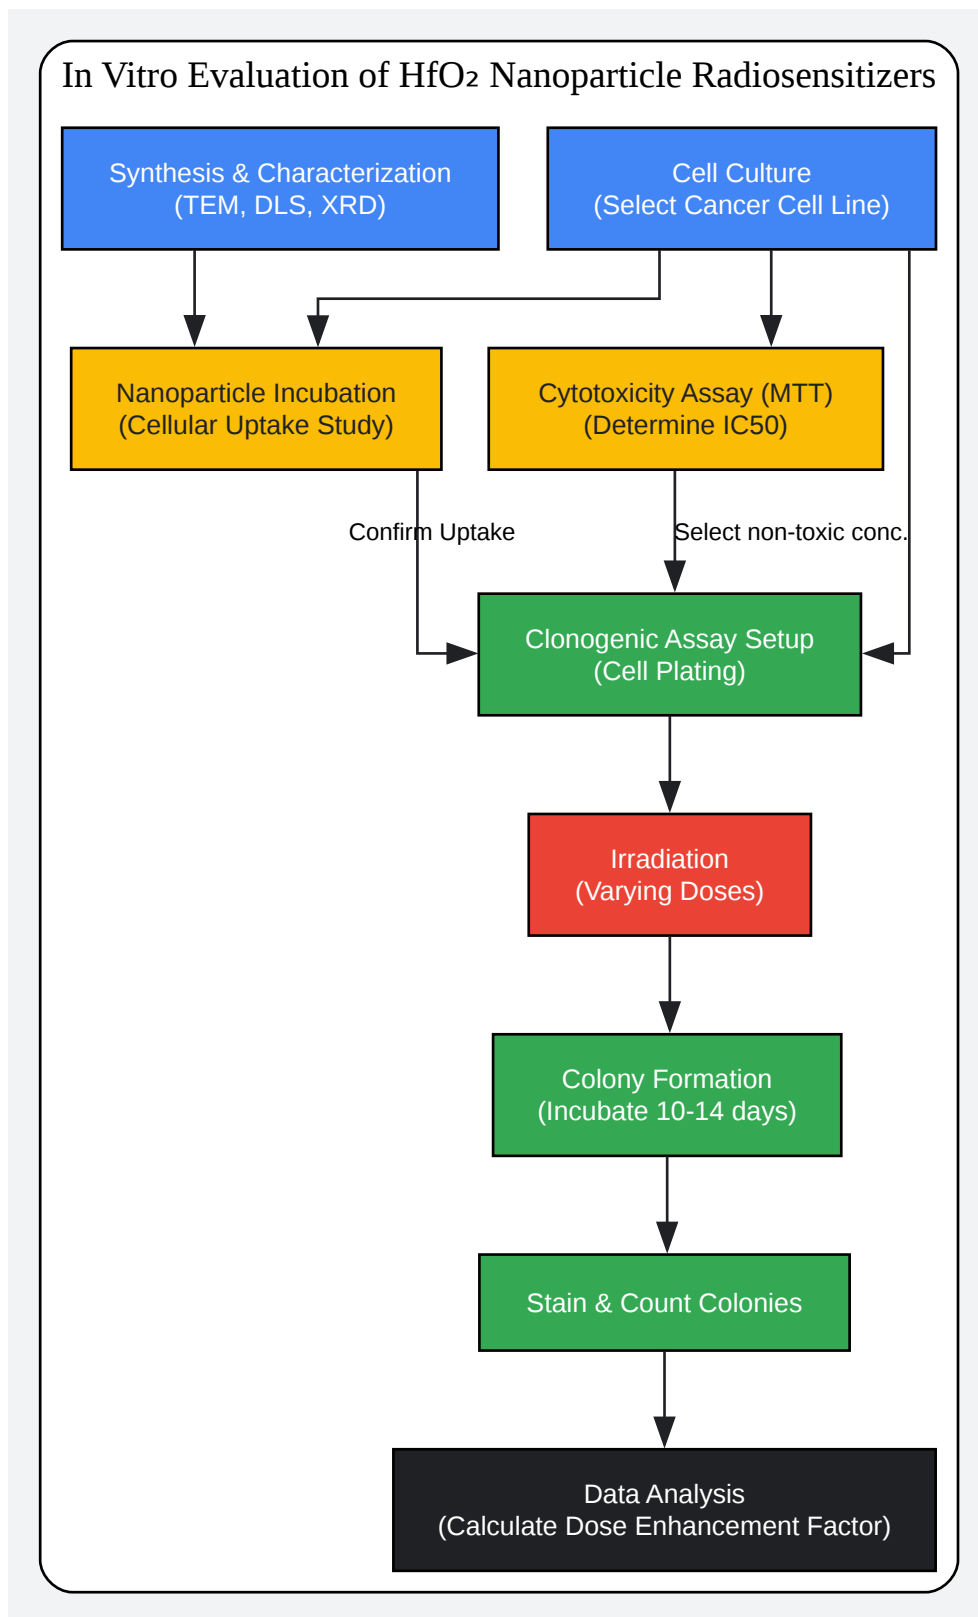 In Vitro Evaluation of HfO₂ Nanoparticle Radiosensitizers
Synthesis & Characterization
(TEM, DLS, XRD)
Cell Culture
(Select Cancer Cell Line)
Nanoparticle Incubation
(Cellular Uptake Study)
Cytotoxicity Assay (MTT)
(Determine IC50)
Confirm Uptake
Select non-toxic conc.
Clonogenic Assay Setup
(Cell Plating)
Irradiation
(Varying Doses)
Colony Formation
(Incubate 10-14 days)
Stain & Count Colonies
Data Analysis
(Calculate Dose Enhancement Factor)